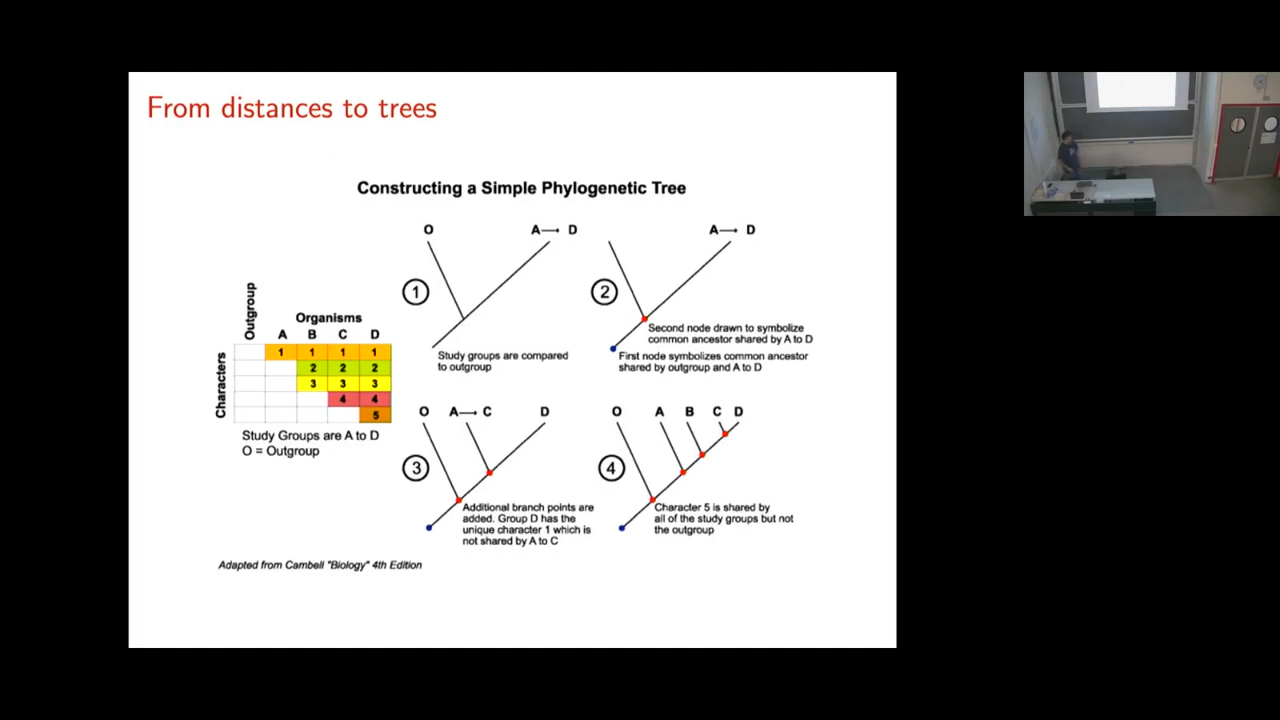 From distances to trees
Constructing a Simple Phylogenetic Tree
Outgroup
Organisms
A B C D
Characters
1 1 1 1
2 2 2
3 3 3
4 4
5
Study Groups are A to D
O = Outgroup
O A→ D
1
Study groups are compared
to outgroup
A→ D
2
Second node drawn to symbolize
common ancestor shared by A to D
First node symbolizes common ancestor
shared by outgroup and A to D
O A→ C D
3
Additional branch points are
added. Group D has the
unique character 1 which is
not shared by A to C
O A B C D
4
Character 5 is shared by
all of the study groups but not
the outgroup
Adapted from Cambell "Biology" 4th Edition